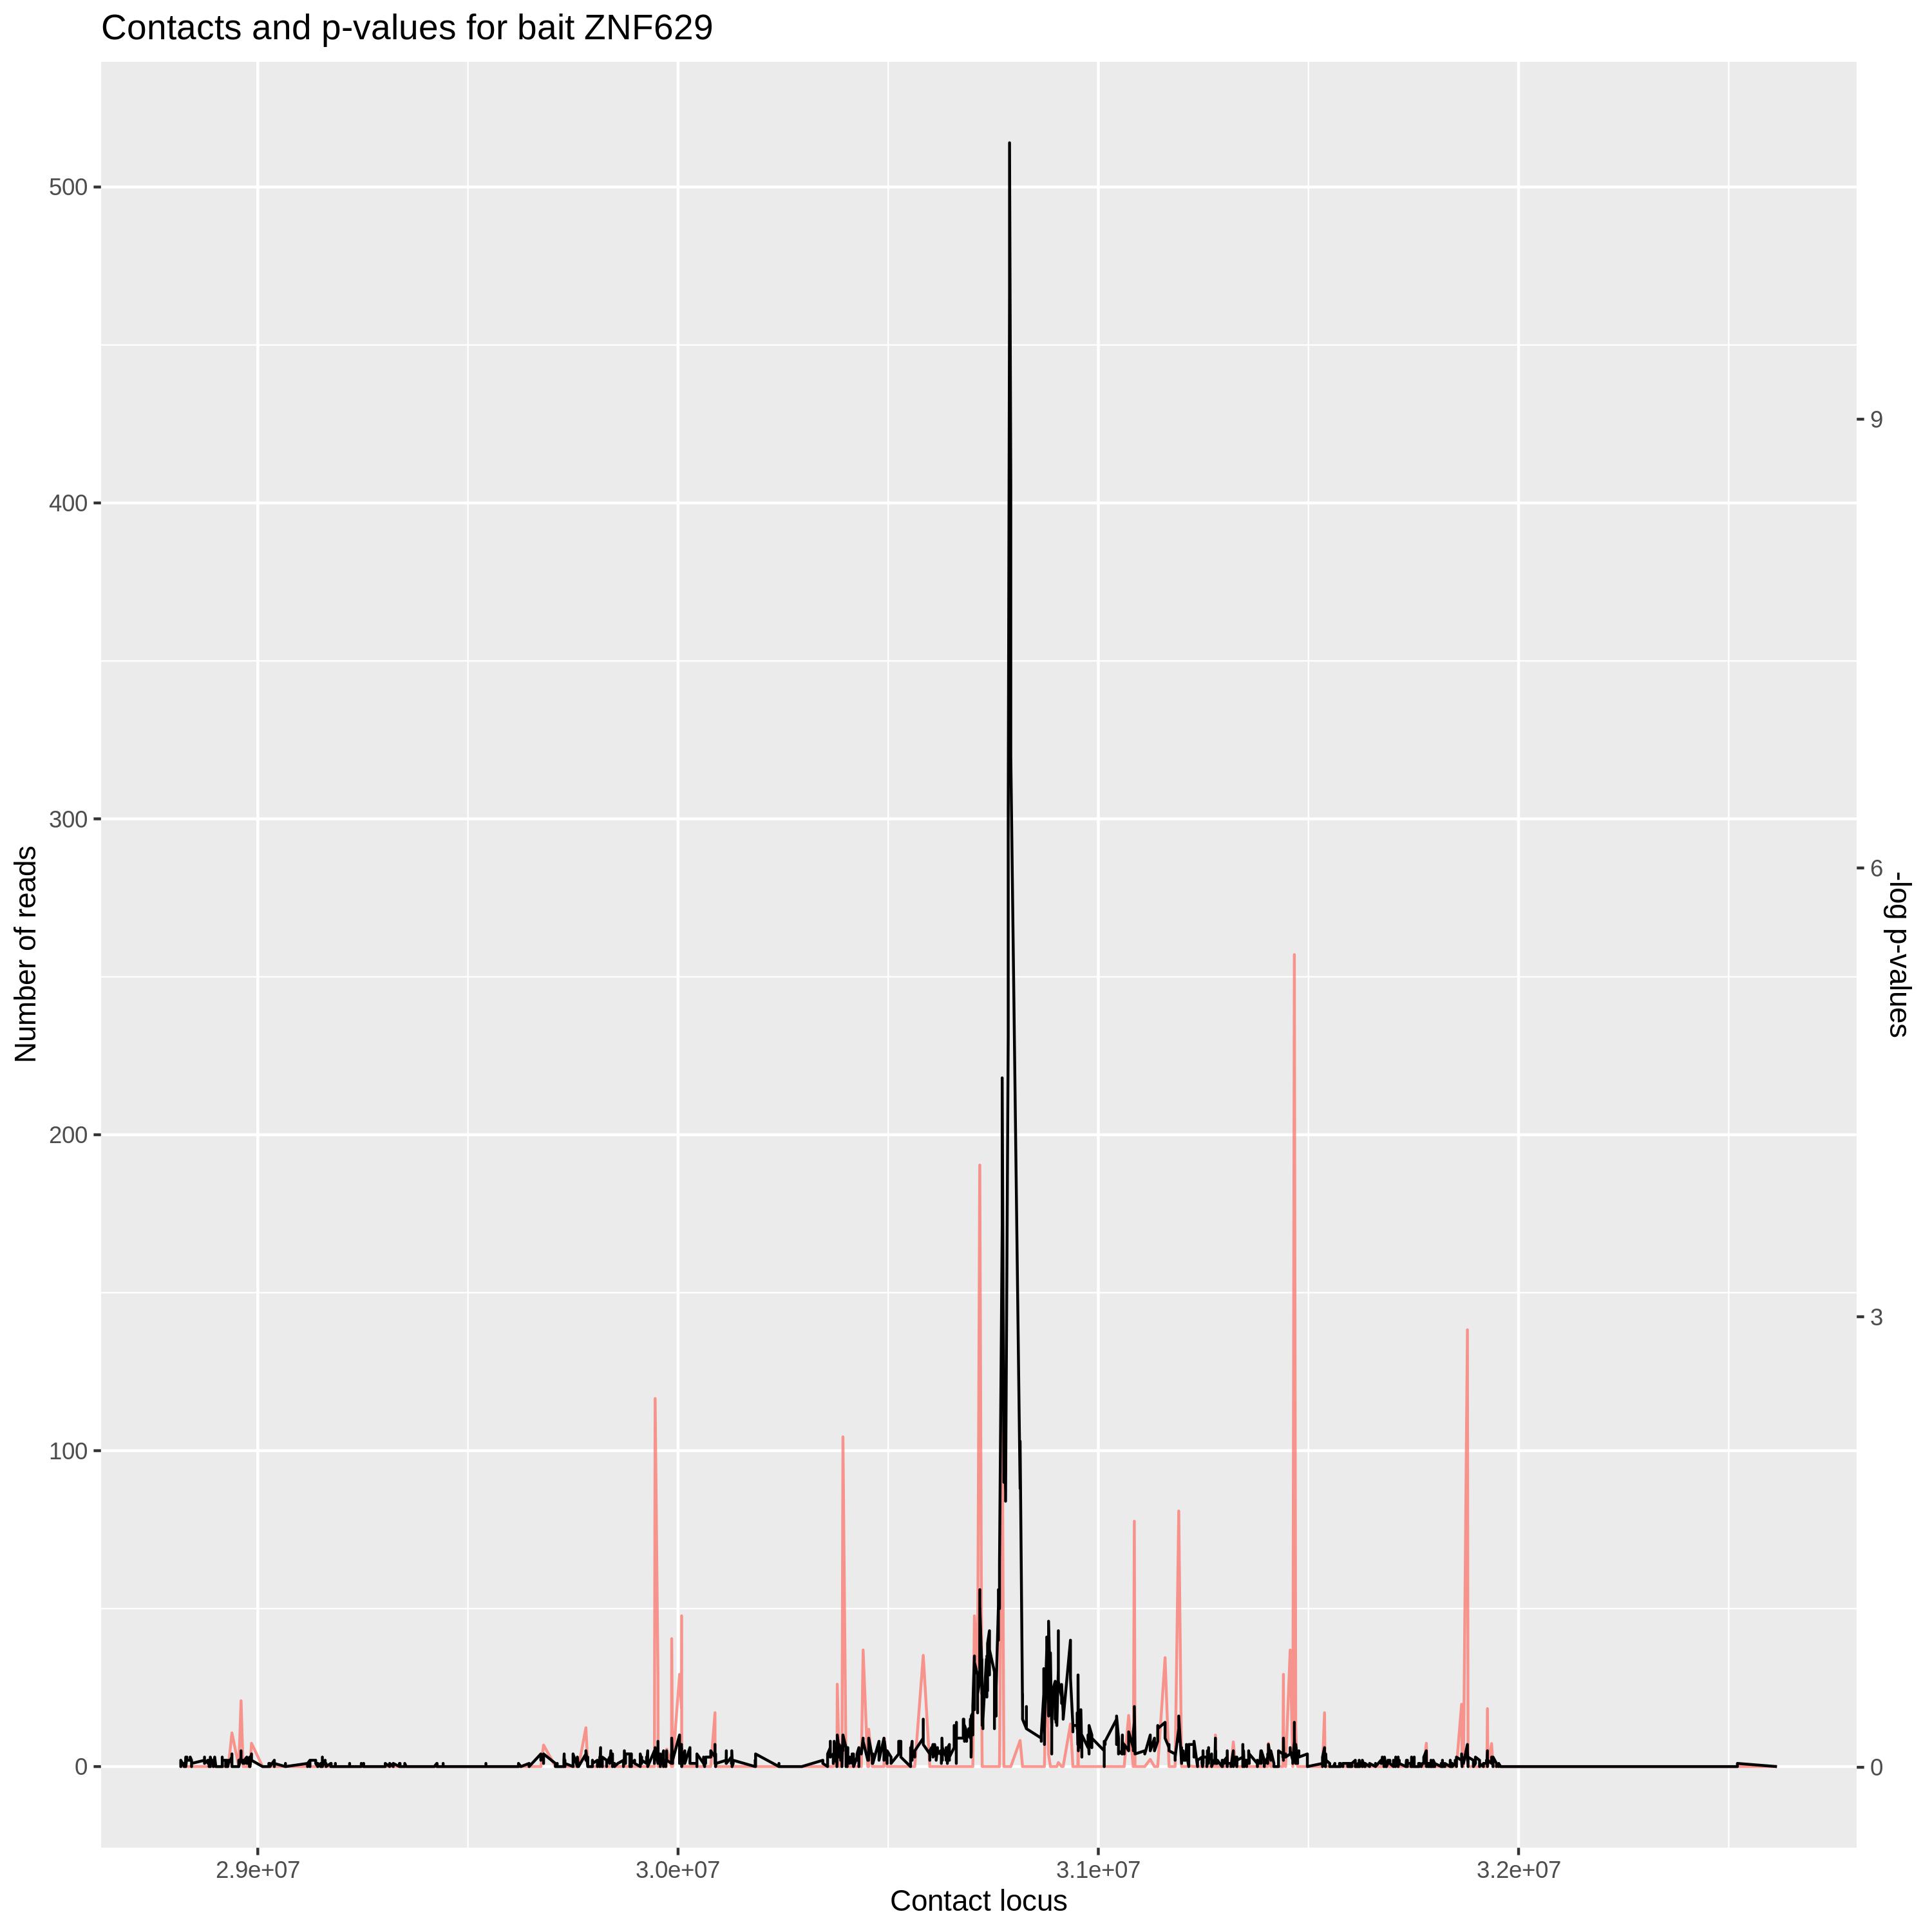 Contacts and p-values for bait ZNF629
Number of reads
500
400
300
200
100
0
9
6
3
0
-log p-values
2.9e+07
3.0e+07
3.1e+07
3.2e+07
Contact locus